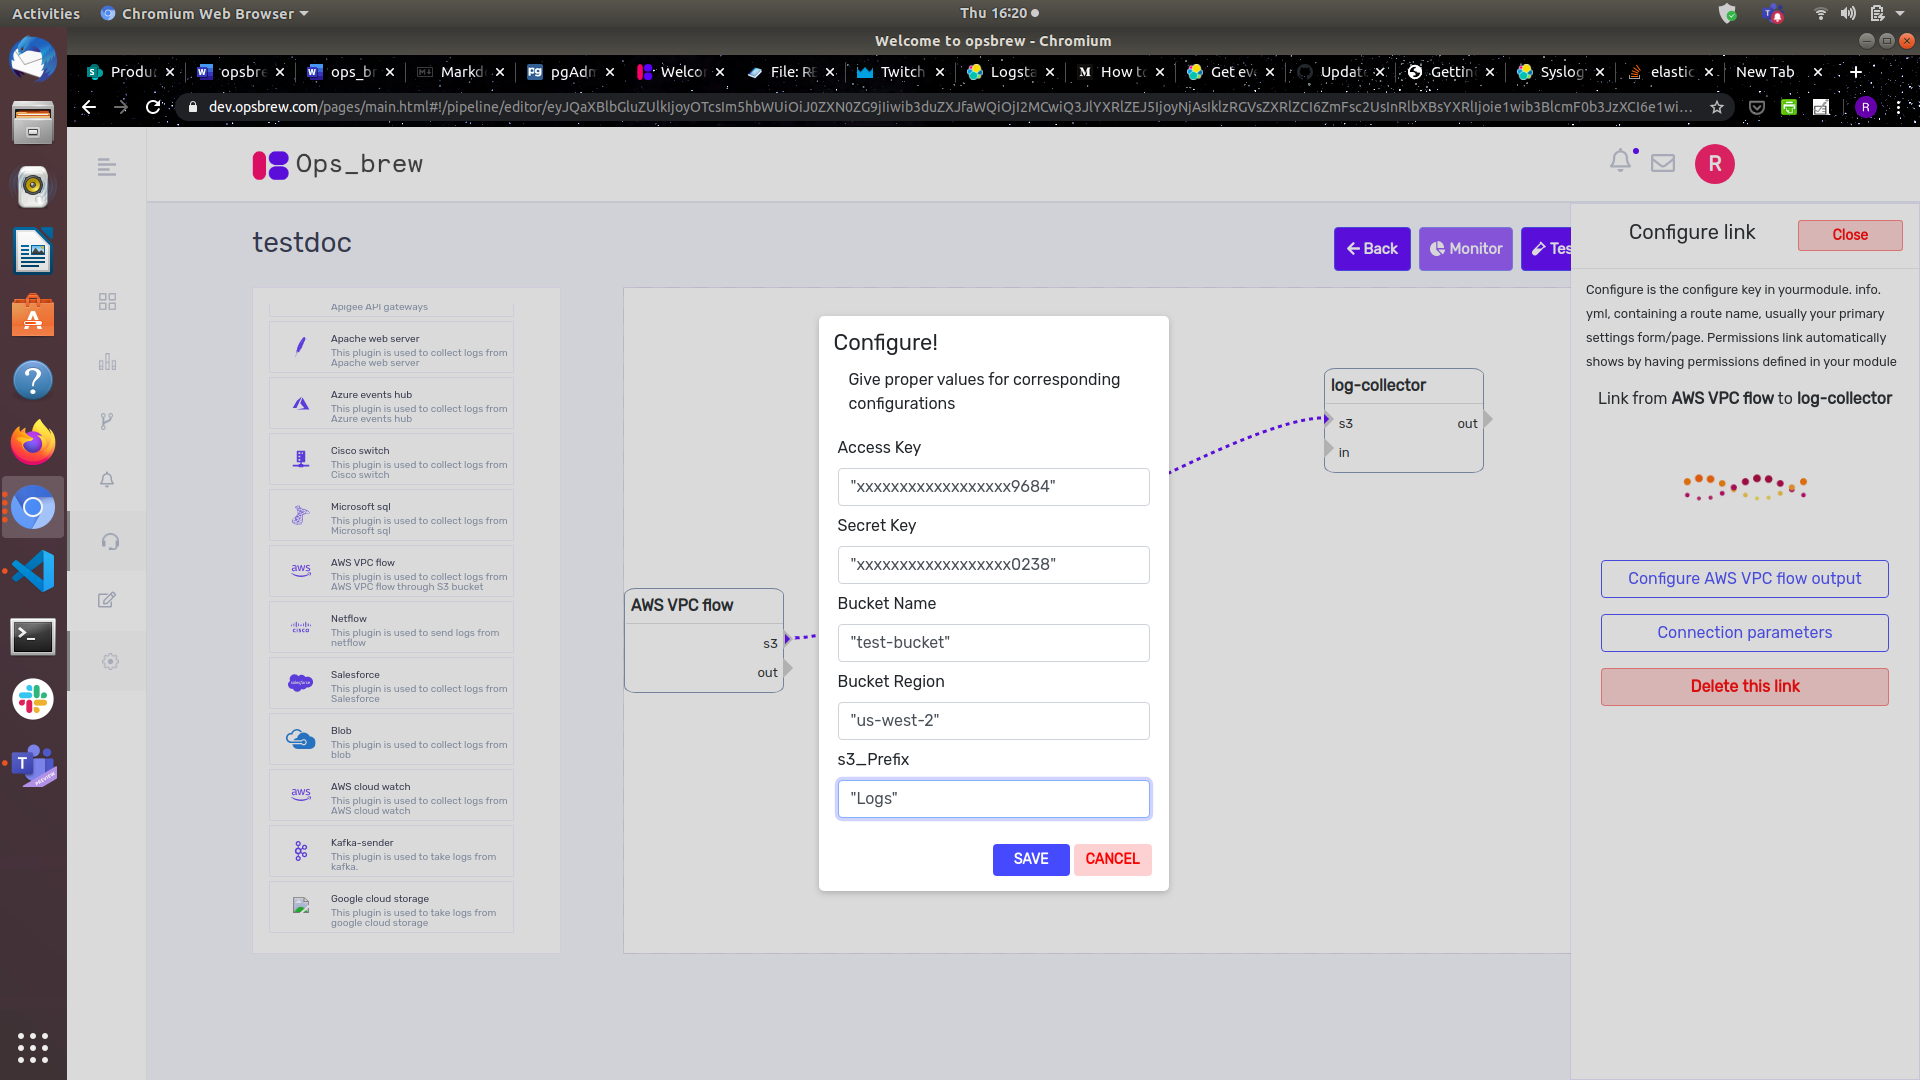 Activities
Chromium Web Browser
Thu 16:20
Welcome to opsbrew - Chromium
Produ
opsbre
ops_br
Markd
pgAdm
Welcor
File: RE
Twitch
Logsta
How to
Get eve
Updat
Gettin
Syslog
elastic
New Tab
dev.opsbrew.com/pages/main.html#!/pipeline/editor/
R
Ops_brew
R
testdoc
Back
Monitor
Tes
Configure link
Close
Apigee API gateways
Apache web server
This plugin is used to collect logs from
Apache web server
Azure events hub
This plugin is used to collect logs from
Azure events hub
Cisco switch
This plugin is used to collect logs from
Cisco switch
Microsoft sql
This plugin is used to collect logs from
Microsoft sql
aws
AWS VPC flow
This plugin is used to collect logs from
AWS VPC flow through S3 bucket
CISCO
Netflow
This plugin is used to send logs from
netflow
Salesforce
This plugin is used to collect logs from
Salesforce
Blob
This plugin is used to collect logs from
blob
aws
AWS cloud watch
This plugin is used to collect logs from
AWS cloud watch
Kafka-sender
This plugin is used to take logs from
kafka.
Google cloud storage
This plugin is used to take logs from
google cloud storage
AWS VPC flow
s3
out
Configure!
Give proper values for corresponding
configurations
Access Key
"xxxxxxxxxxxxxxxxxx9684"
Secret Key
"xxxxxxxxxxxxxxxxxx0238"
Bucket Name
"test-bucket"
Bucket Region
"us-west-2"
s3_Prefix
"Logs"
SAVE
CANCEL
log-collector
s3
out
in
Configure is the configure key in yourmodule. info.
yml, containing a route name, usually your primary
settings form/page. Permissions link automatically
shows by having permissions defined in your module
Link from AWS VPC flow to log-collector
Configure AWS VPC flow output
Connection parameters
Delete this link